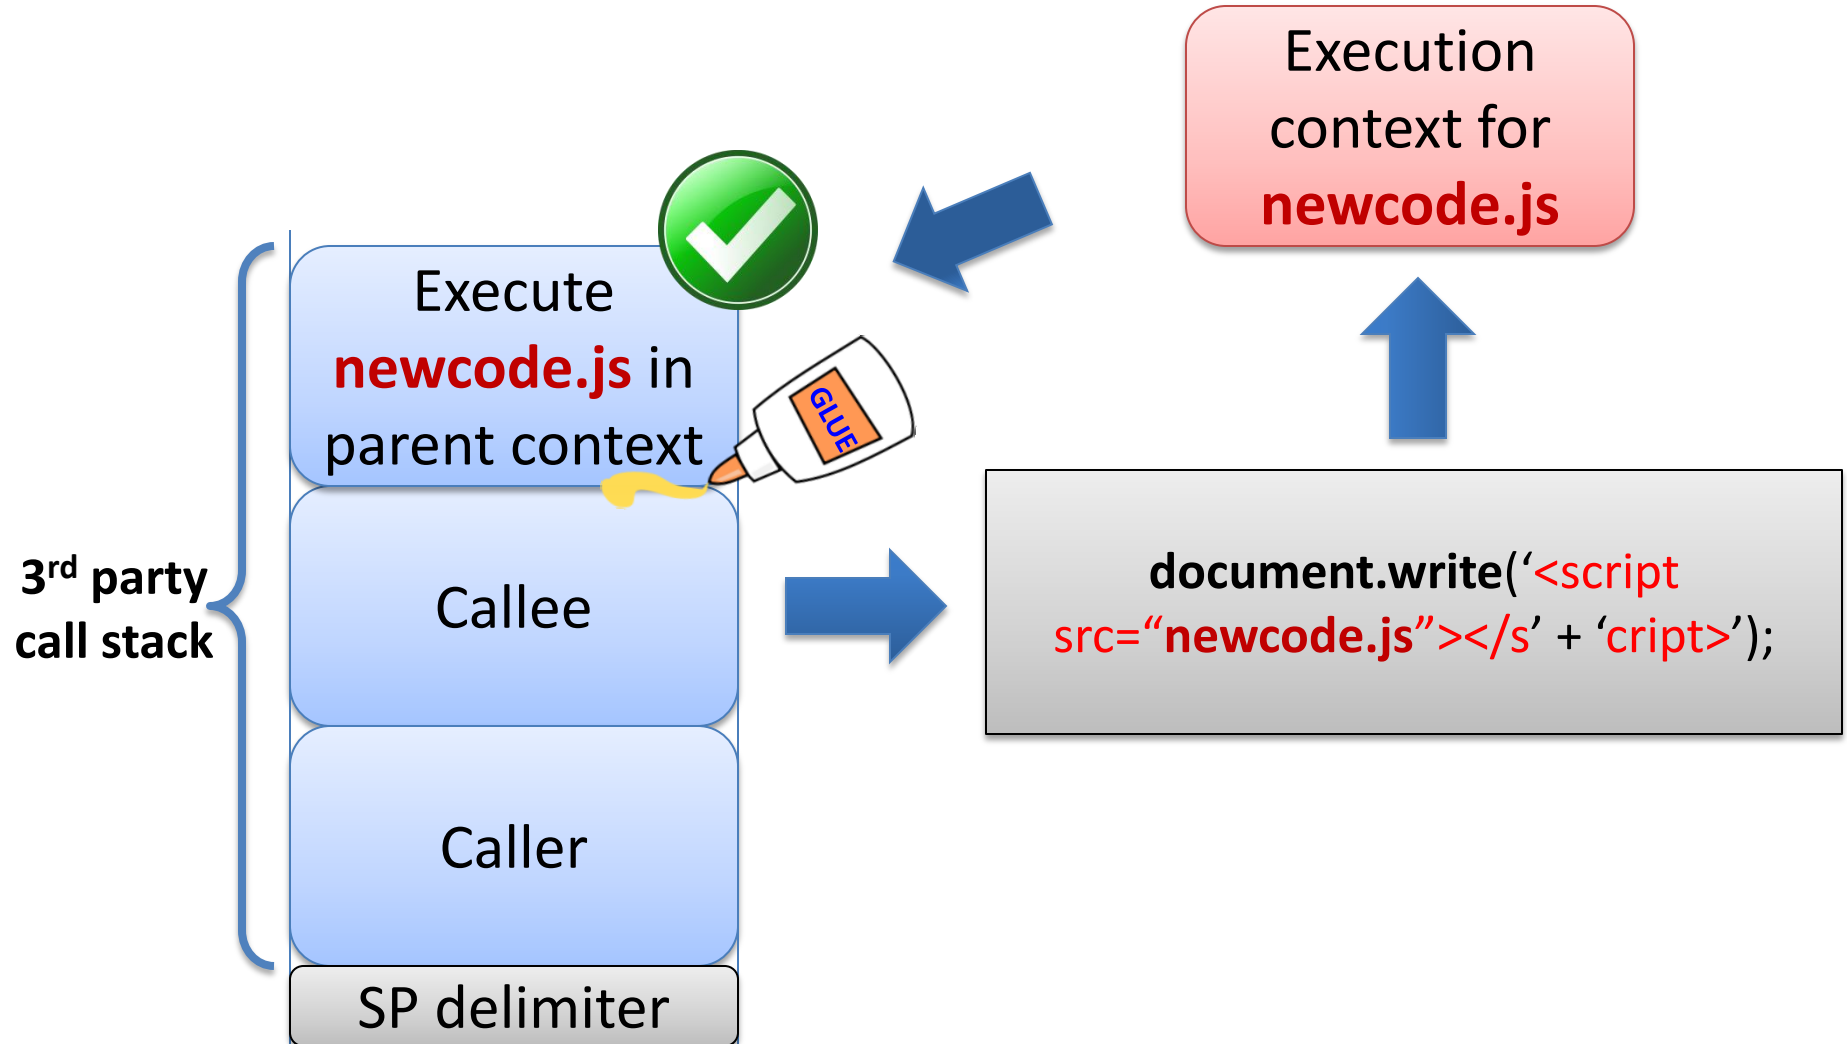 Execution
context for
newcode.js
Execute
newcode.js in
parent context
GLUE
3rd party
call stack
Callee
document.write(‘<script
src=“newcode.js”></s’ + ‘cript>’);
Caller
SP delimiter